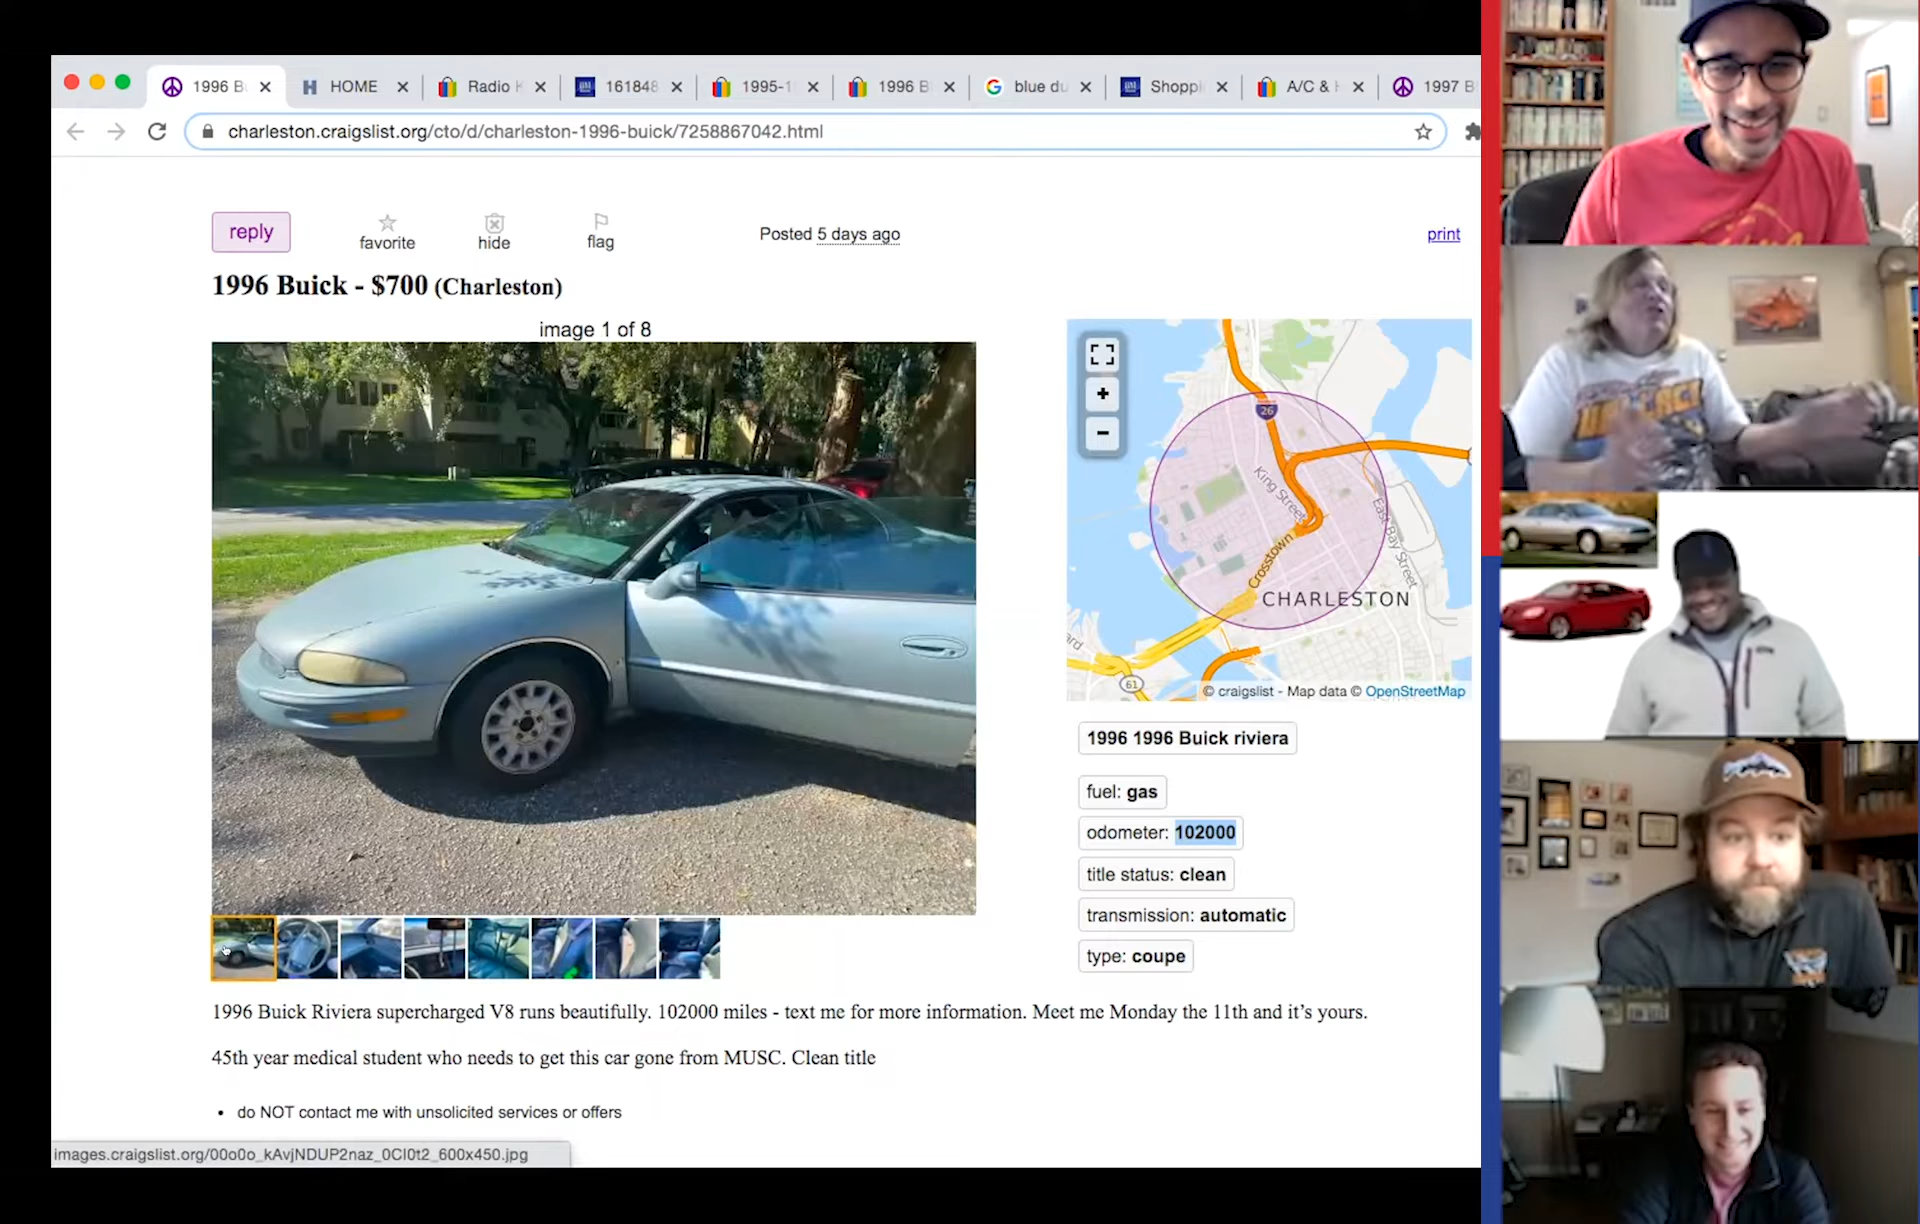 1996 B
HOME
Radio K
161848
1995-1
1996 B
blue du
Shoppi
A/C & H
1997 B
charleston.craigslist.org/cto/d/charleston-1996-buick/7258867042.html
reply
favorite
hide
flag
Posted 5 days ago
print
1996 Buick - $700 (Charleston)
image 1 of 8
+
−
26
King Street
East Bay Street
Crosstown
CHARLESTON
ard
61
© craigslist - Map data © OpenStreetMap
1996 1996 Buick riviera
fuel: gas
odometer: 102000
title status: clean
transmission: automatic
type: coupe
1996 Buick Riviera supercharged V8 runs beautifully. 102000 miles - text me for more information. Meet me Monday the 11th and it’s yours.
45th year medical student who needs to get this car gone from MUSC. Clean title
• do NOT contact me with unsolicited services or offers
images.craigslist.org/00o0o_kAvjNDUP2naz_0CI0t2_600x450.jpg